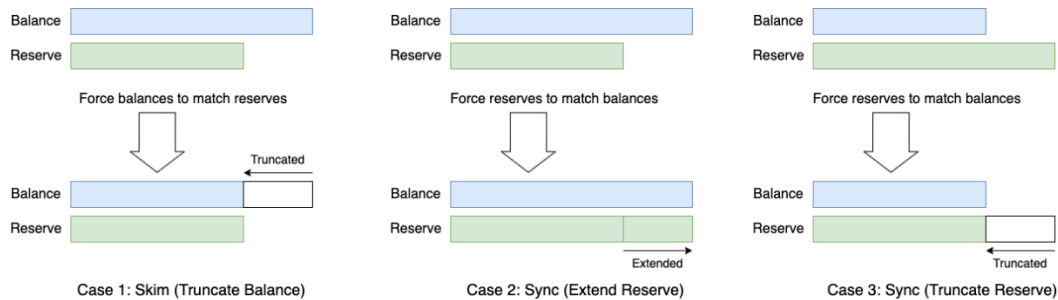 Balance
Reserve
Force balances to match reserves
Truncated
Balance
Reserve
Case 1: Skim (Truncate Balance)
Balance
Reserve
Force reserves to match balances
Balance
Reserve
Extended
Case 2: Sync (Extend Reserve)
Balance
Reserve
Force reserves to match balances
Balance
Reserve
Truncated
Case 3: Sync (Truncate Reserve)